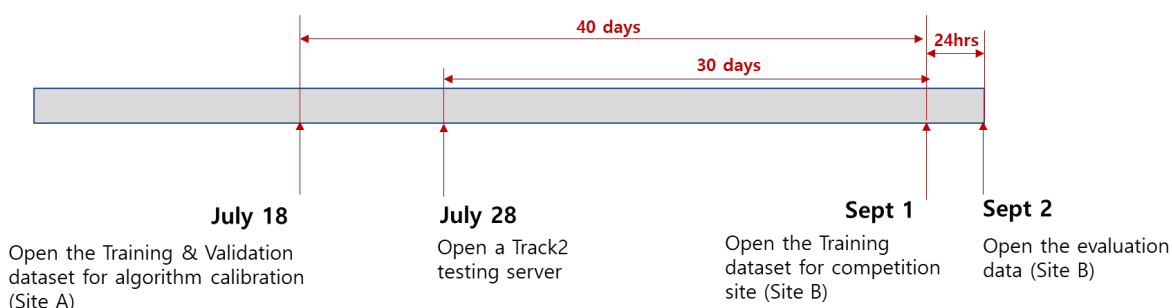 40 days
24hrs
30 days
July 18
Open the Training & Validation
dataset for algorithm calibration
(Site A)
July 28
Open a Track2
testing server
Sept 1
Open the Training
dataset for competition
site (Site B)
Sept 2
Open the evaluation
data (Site B)